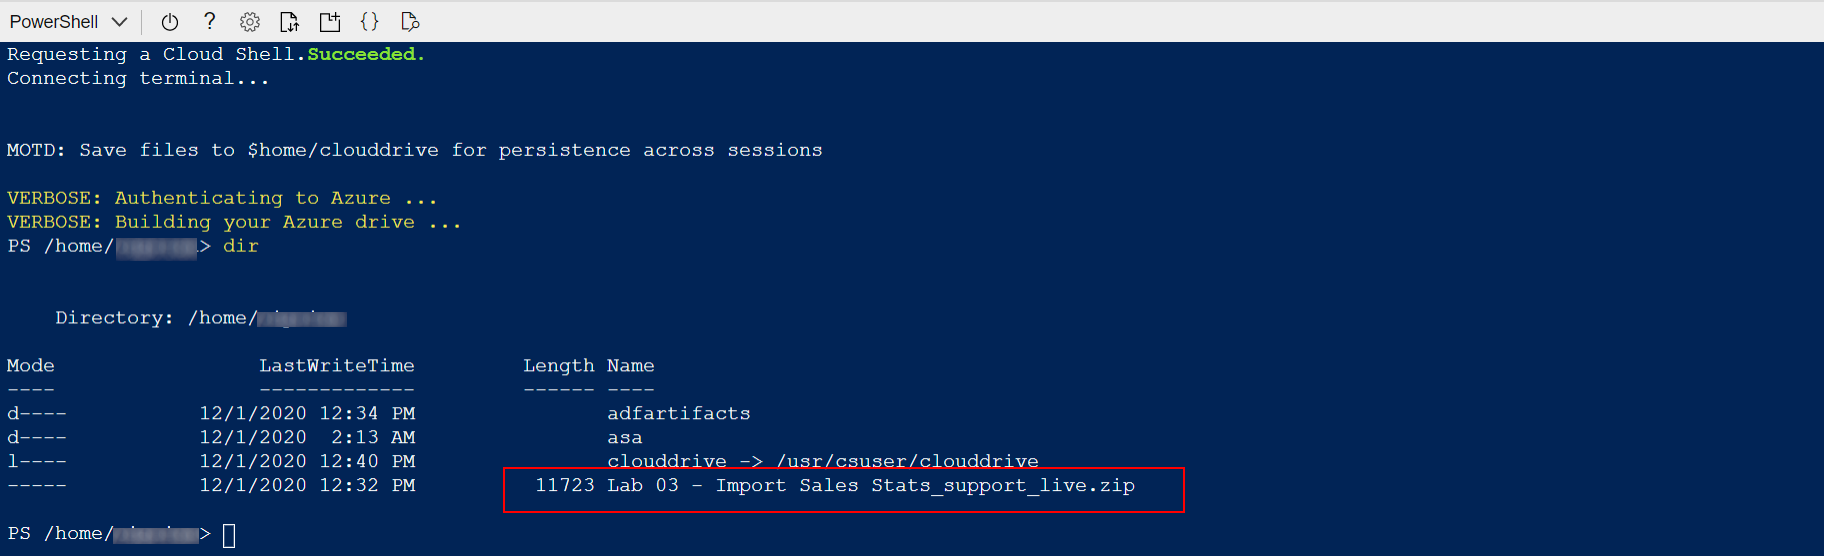 PowerShell
Requesting a Cloud Shell.Succeeded.
Connecting terminal...
MOTD: Save files to $home/clouddrive for persistence across sessions
VERBOSE: Authenticating to Azure ...
VERBOSE: Building your Azure drive ...
PS /home/> dir
Directory: /home/
Mode LastWriteTime Length Name
---- ------------- ------ ----
d---- 12/1/2020 12:34 PM adfartifacts
d---- 12/1/2020 2:13 AM asa
l---- 12/1/2020 12:40 PM clouddrive -> /usr/csuser/clouddrive
----- 12/1/2020 12:32 PM 11723 Lab 03 - Import Sales Stats_support_live.zip
PS /home/>